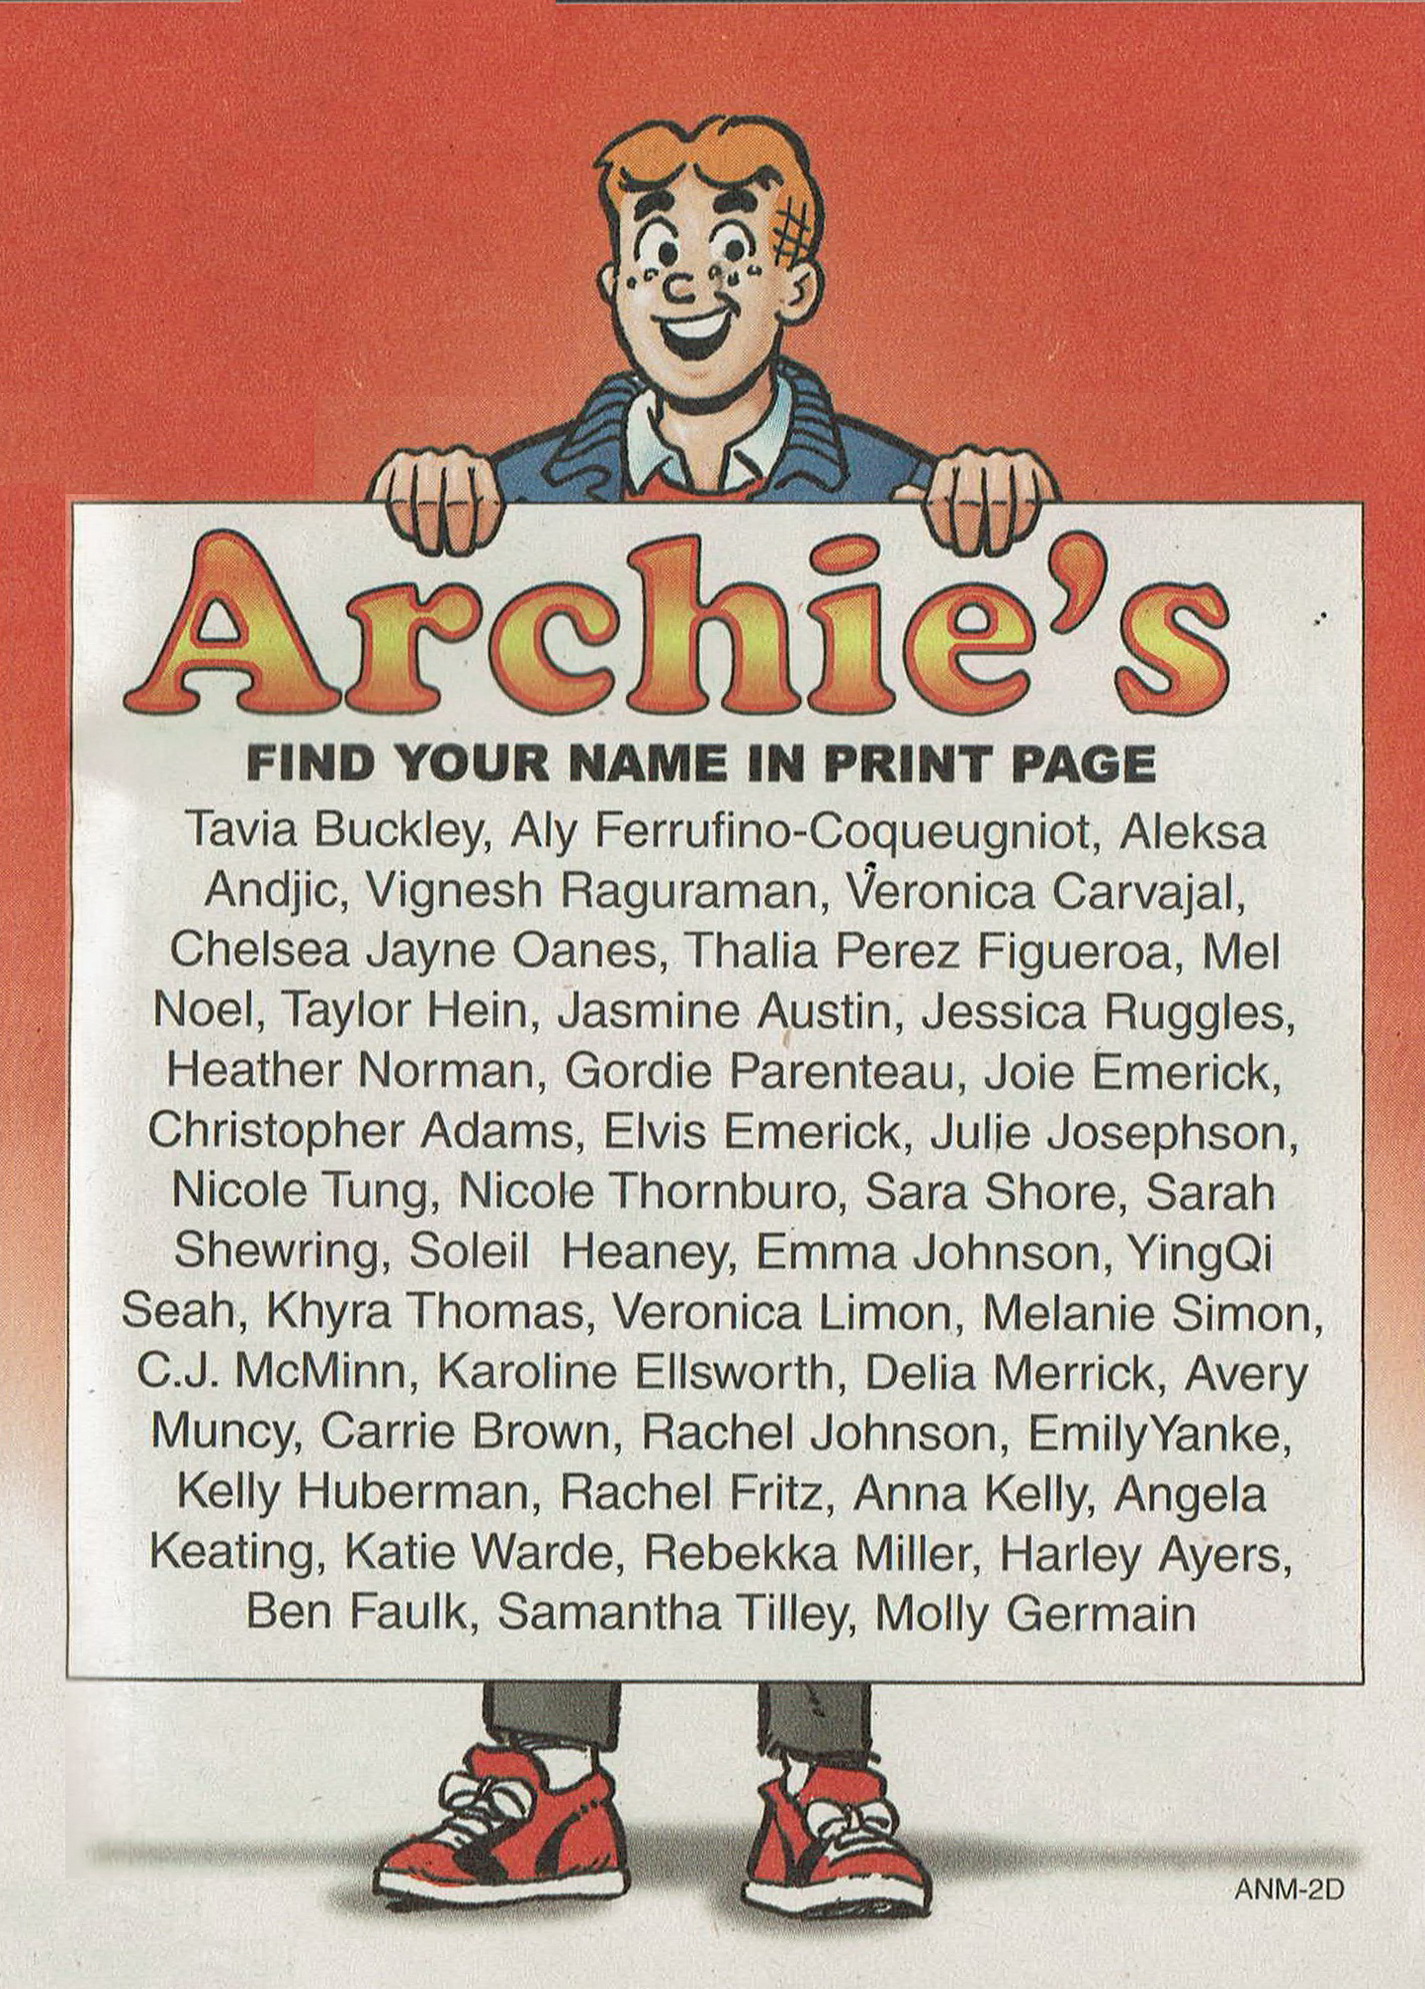 Archie's
FIND YOUR NAME IN PRINT PAGE
Tavia Buckley, Aly Ferrufino-Coqueugniot, Aleksa
Andjic, Vignesh Raguraman, Veronica Carvajal,
Chelsea Jayne Oanes, Thalia Perez Figueroa, Mel
Noel, Taylor Hein, Jasmine Austin, Jessica Ruggles,
Heather Norman, Gordie Parenteau, Joie Emerick,
Christopher Adams, Elvis Emerick, Julie Josephson,
Nicole Tung, Nicole Thornburo, Sara Shore, Sarah
Shewring, Soleil  Heaney, Emma Johnson, YingQi
Seah, Khyra Thomas, Veronica Limon, Melanie Simon,
C.J. McMinn, Karoline Ellsworth, Delia Merrick, Avery
Muncy, Carrie Brown, Rachel Johnson, EmilyYanke,
Kelly Huberman, Rachel Fritz, Anna Kelly, Angela
Keating, Katie Warde, Rebekka Miller, Harley Ayers,
Ben Faulk, Samantha Tilley, Molly Germain
ANM-2D